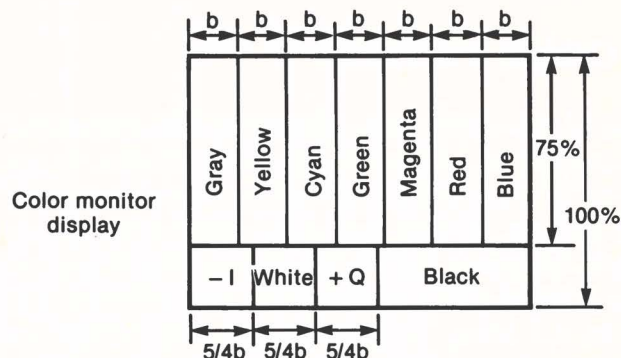 b b b b b b b
Gray Yellow Cyan Green Magenta Red Blue
75%
100%
Color monitor
display
– I White + Q Black
5/4b 5/4b 5/4b